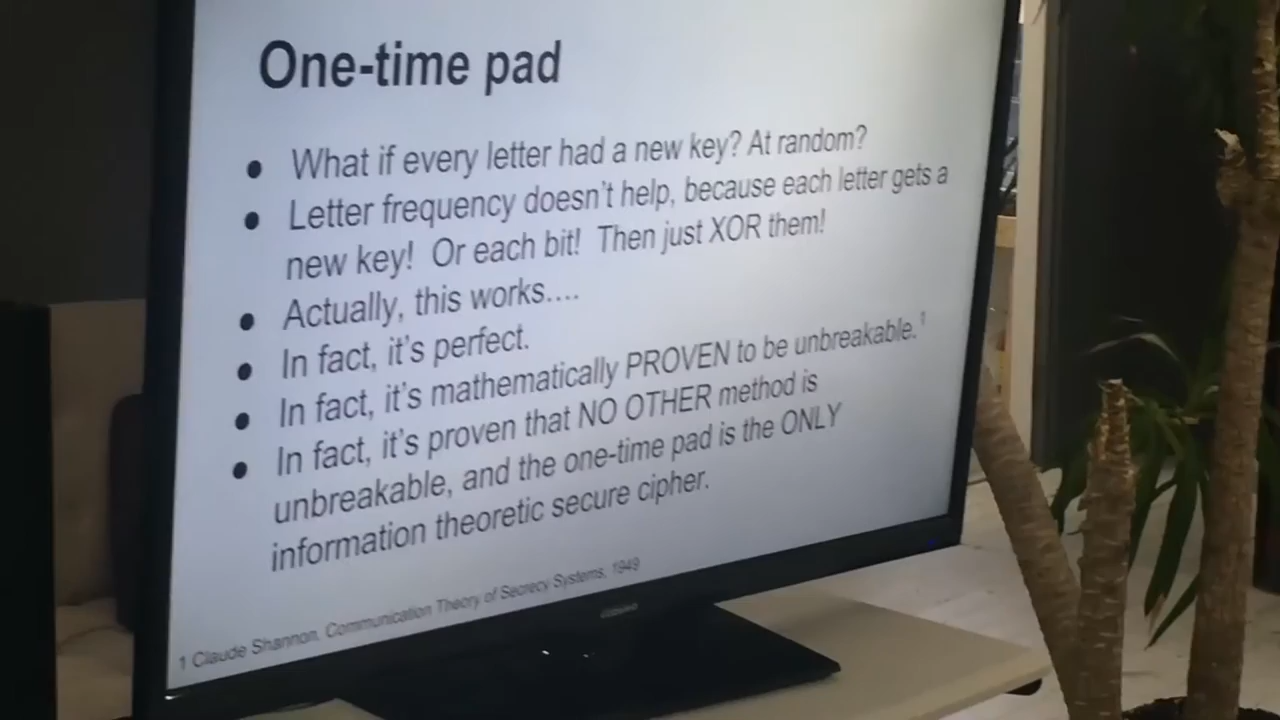 One-time pad
● What if every letter had a new key? At random?
● Letter frequency doesn't help, because each letter gets a
new key! Or each bit! Then just XOR them!
● Actually, this works....
● In fact, it's perfect.
● In fact, it's mathematically PROVEN to be unbreakable.1
● In fact, it's proven that NO OTHER method is
unbreakable, and the one-time pad is the ONLY
information theoretic secure cipher.
1 Claude Shannon. Communication Theory of Secrecy Systems, 1949